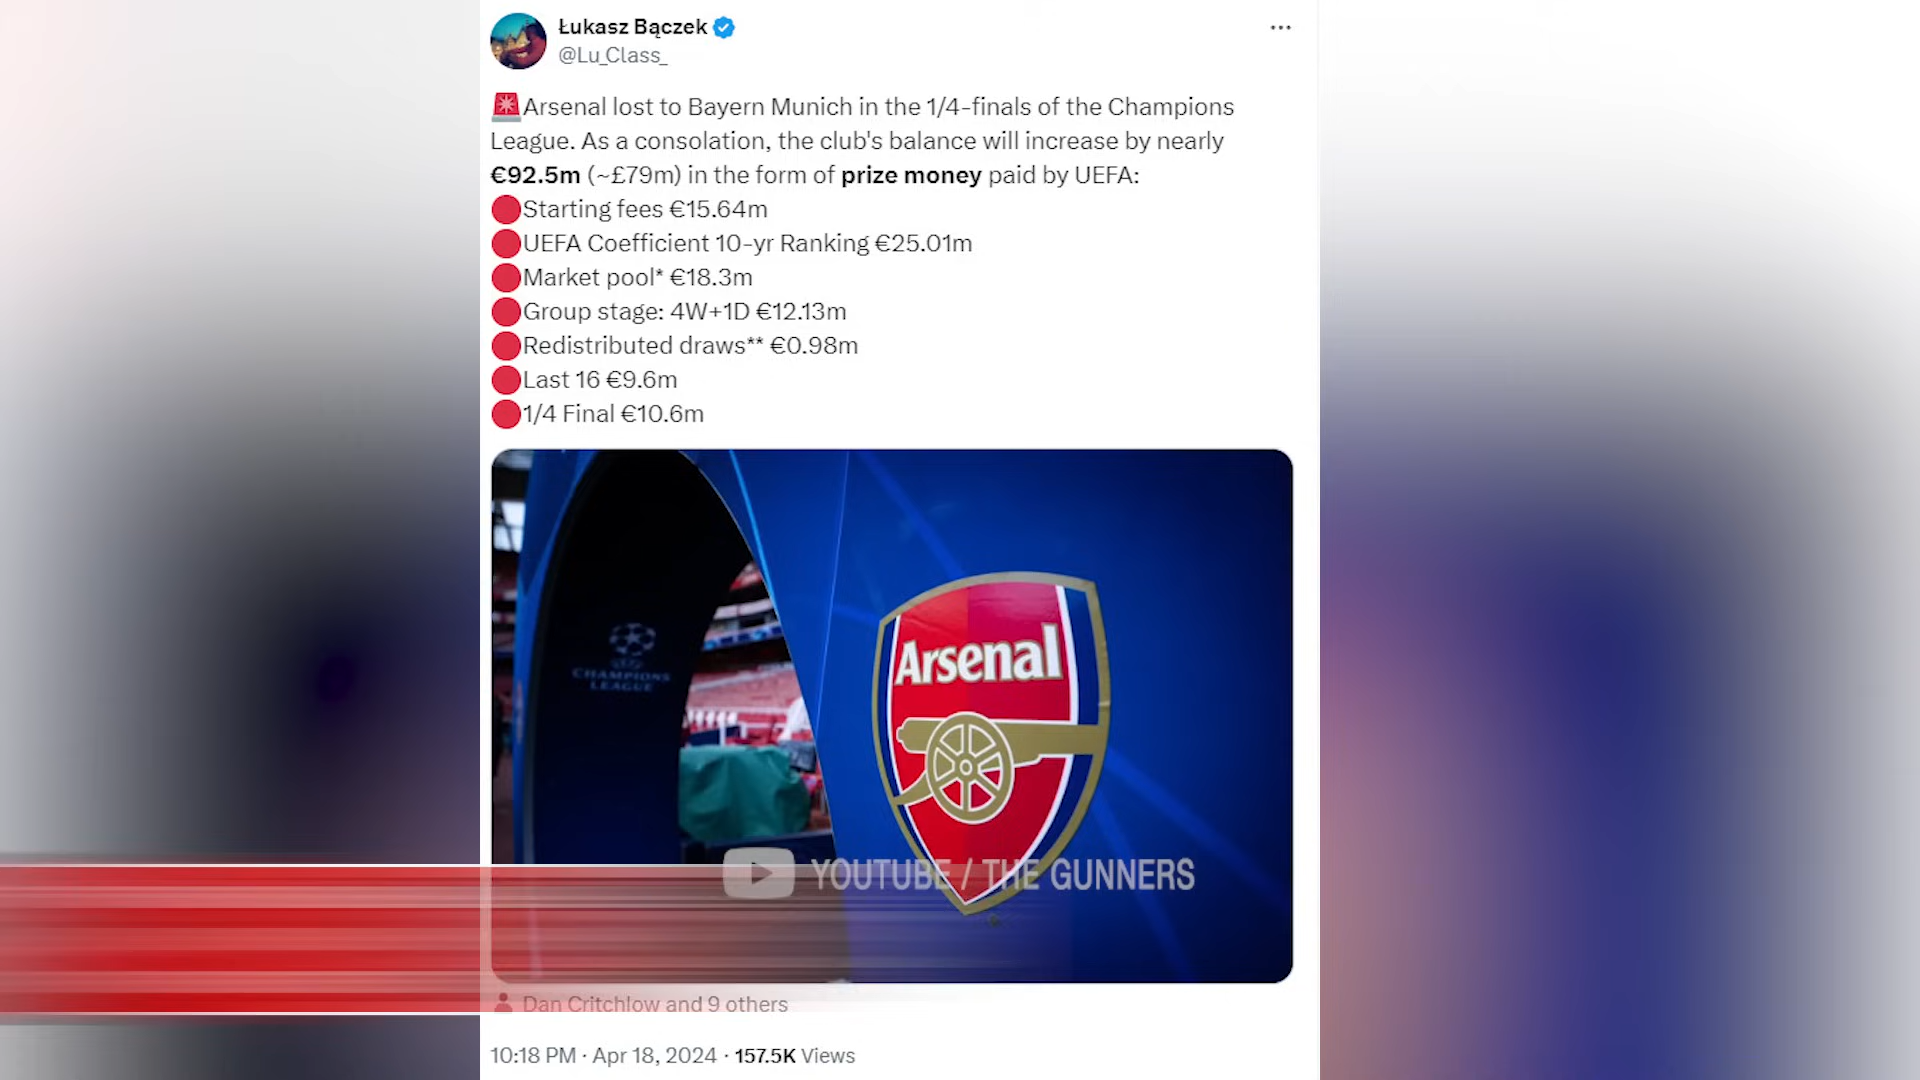 Łukasz Bączek
@Lu_Class_
🚨Arsenal lost to Bayern Munich in the 1/4-finals of the Champions
League. As a consolation, the club's balance will increase by nearly
€92.5m (~£79m) in the form of prize money paid by UEFA:
🔴Starting fees €15.64m
🔴UEFA Coefficient 10-yr Ranking €25.01m
🔴Market pool* €18.3m
🔴Group stage: 4W+1D €12.13m
🔴Redistributed draws** €0.98m
🔴Last 16 €9.6m
🔴1/4 Final €10.6m
Arsenal
CHAMPIONS
LEAGUE
YOUTUBE / THE GUNNERS
Dan Critchlow and 9 others
10:18 PM · Apr 18, 2024 · 157.5K Views